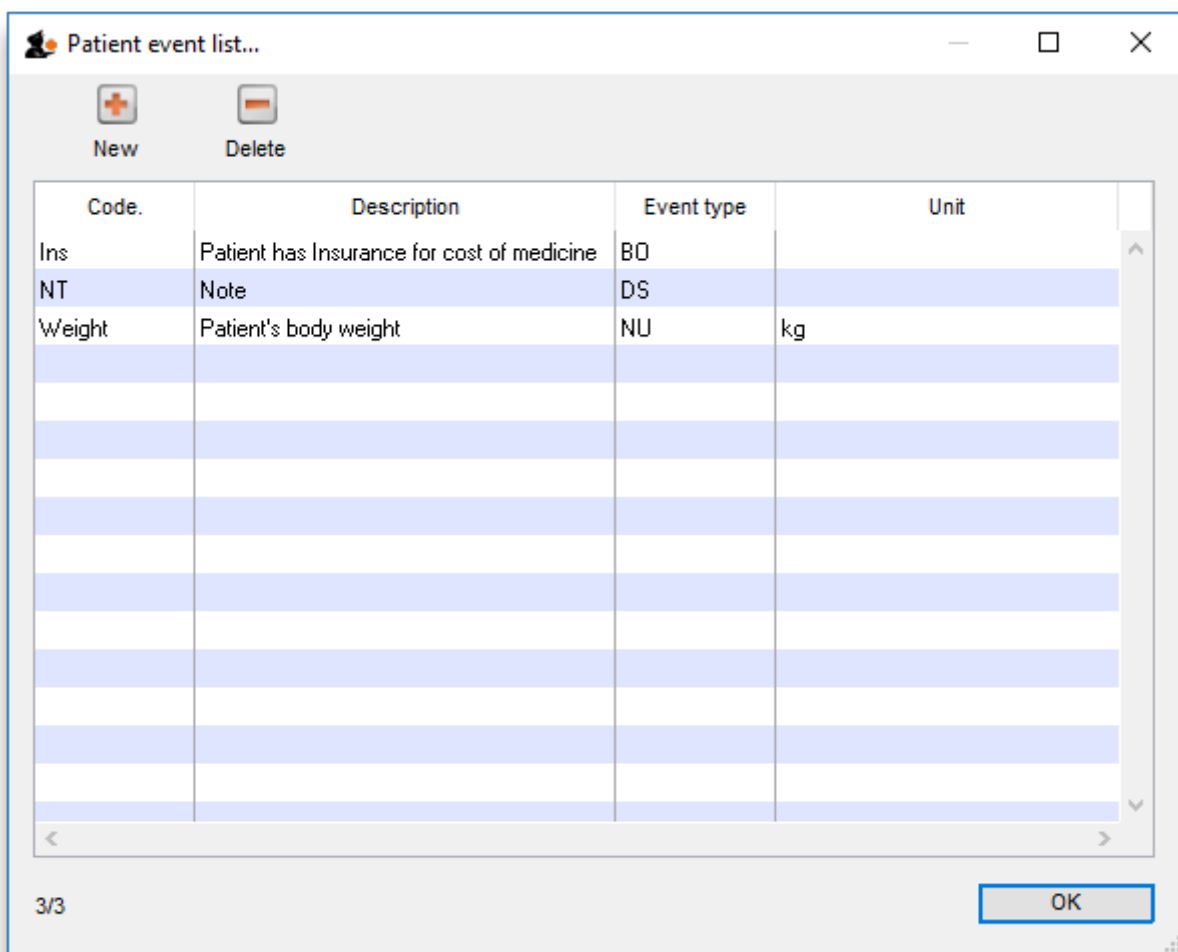 Patient event list...
New Delete
Code. Description Event type Unit
Ins Patient has Insurance for cost of medicine BO
NT Note DS
Weight Patient's body weight NU kg
3/3 OK